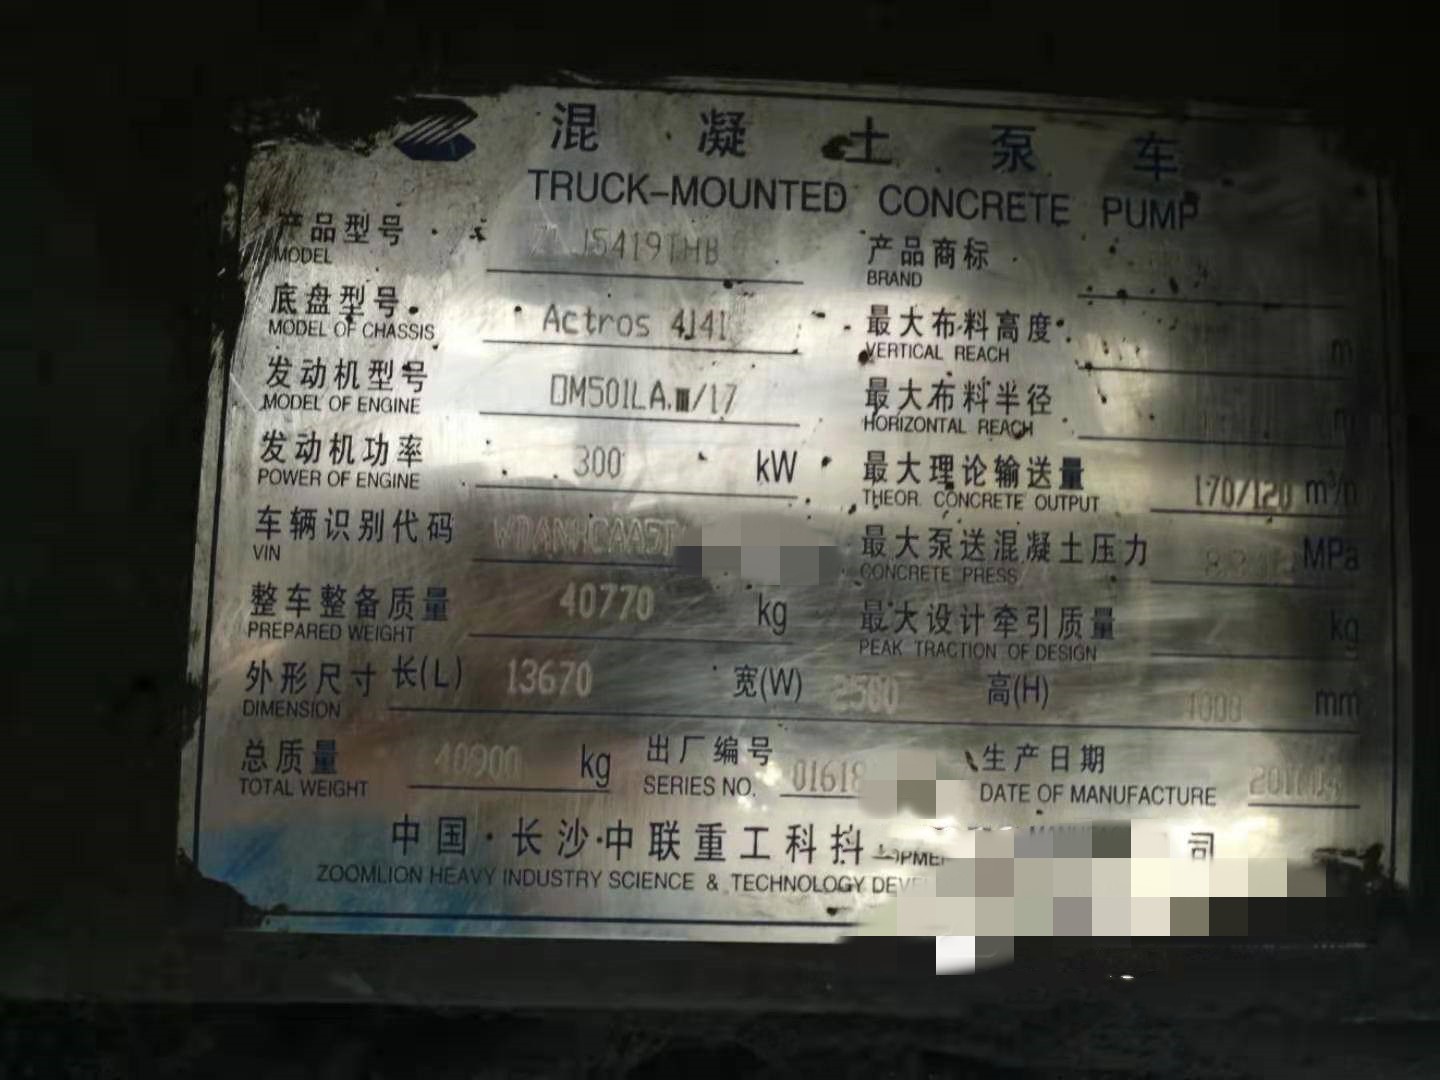 混凝土泵车
TRUCK-MOUNTED CONCRETE PUMP
产品型号 J5419THB 产品商标
MODEL BRAND
底盘型号 Actros 4141 最大布料高度 m
MODEL OF CHASSIS VERTICAL REACH
发动机型号 OM501LA.Ⅲ/17 最大布料半径 m
MODEL OF ENGINE HORIZONTAL REACH
发动机功率 300 kW 最大理论输送量 170/120 m³/h
POWER OF ENGINE THEOR. CONCRETE OUTPUT
车辆识别代码 WDANHCAA5 最大泵送混凝土压力 MPa
VIN CONCRETE PRESS
整车整备质量 40770 kg 最大设计牵引质量 kg
PREPARED WEIGHT PEAK TRACTION OF DESIGN
外形尺寸 长(L) 13670 宽(W) 2500 高(H) 4000 mm
DIMENSION
总质量 40900 kg 出厂编号 01618 生产日期
TOTAL WEIGHT SERIES NO. DATE OF MANUFACTURE
中国·长沙·中联重工科 司
ZOOMLION HEAVY INDUSTRY SCIENCE & TECHNOLOGY